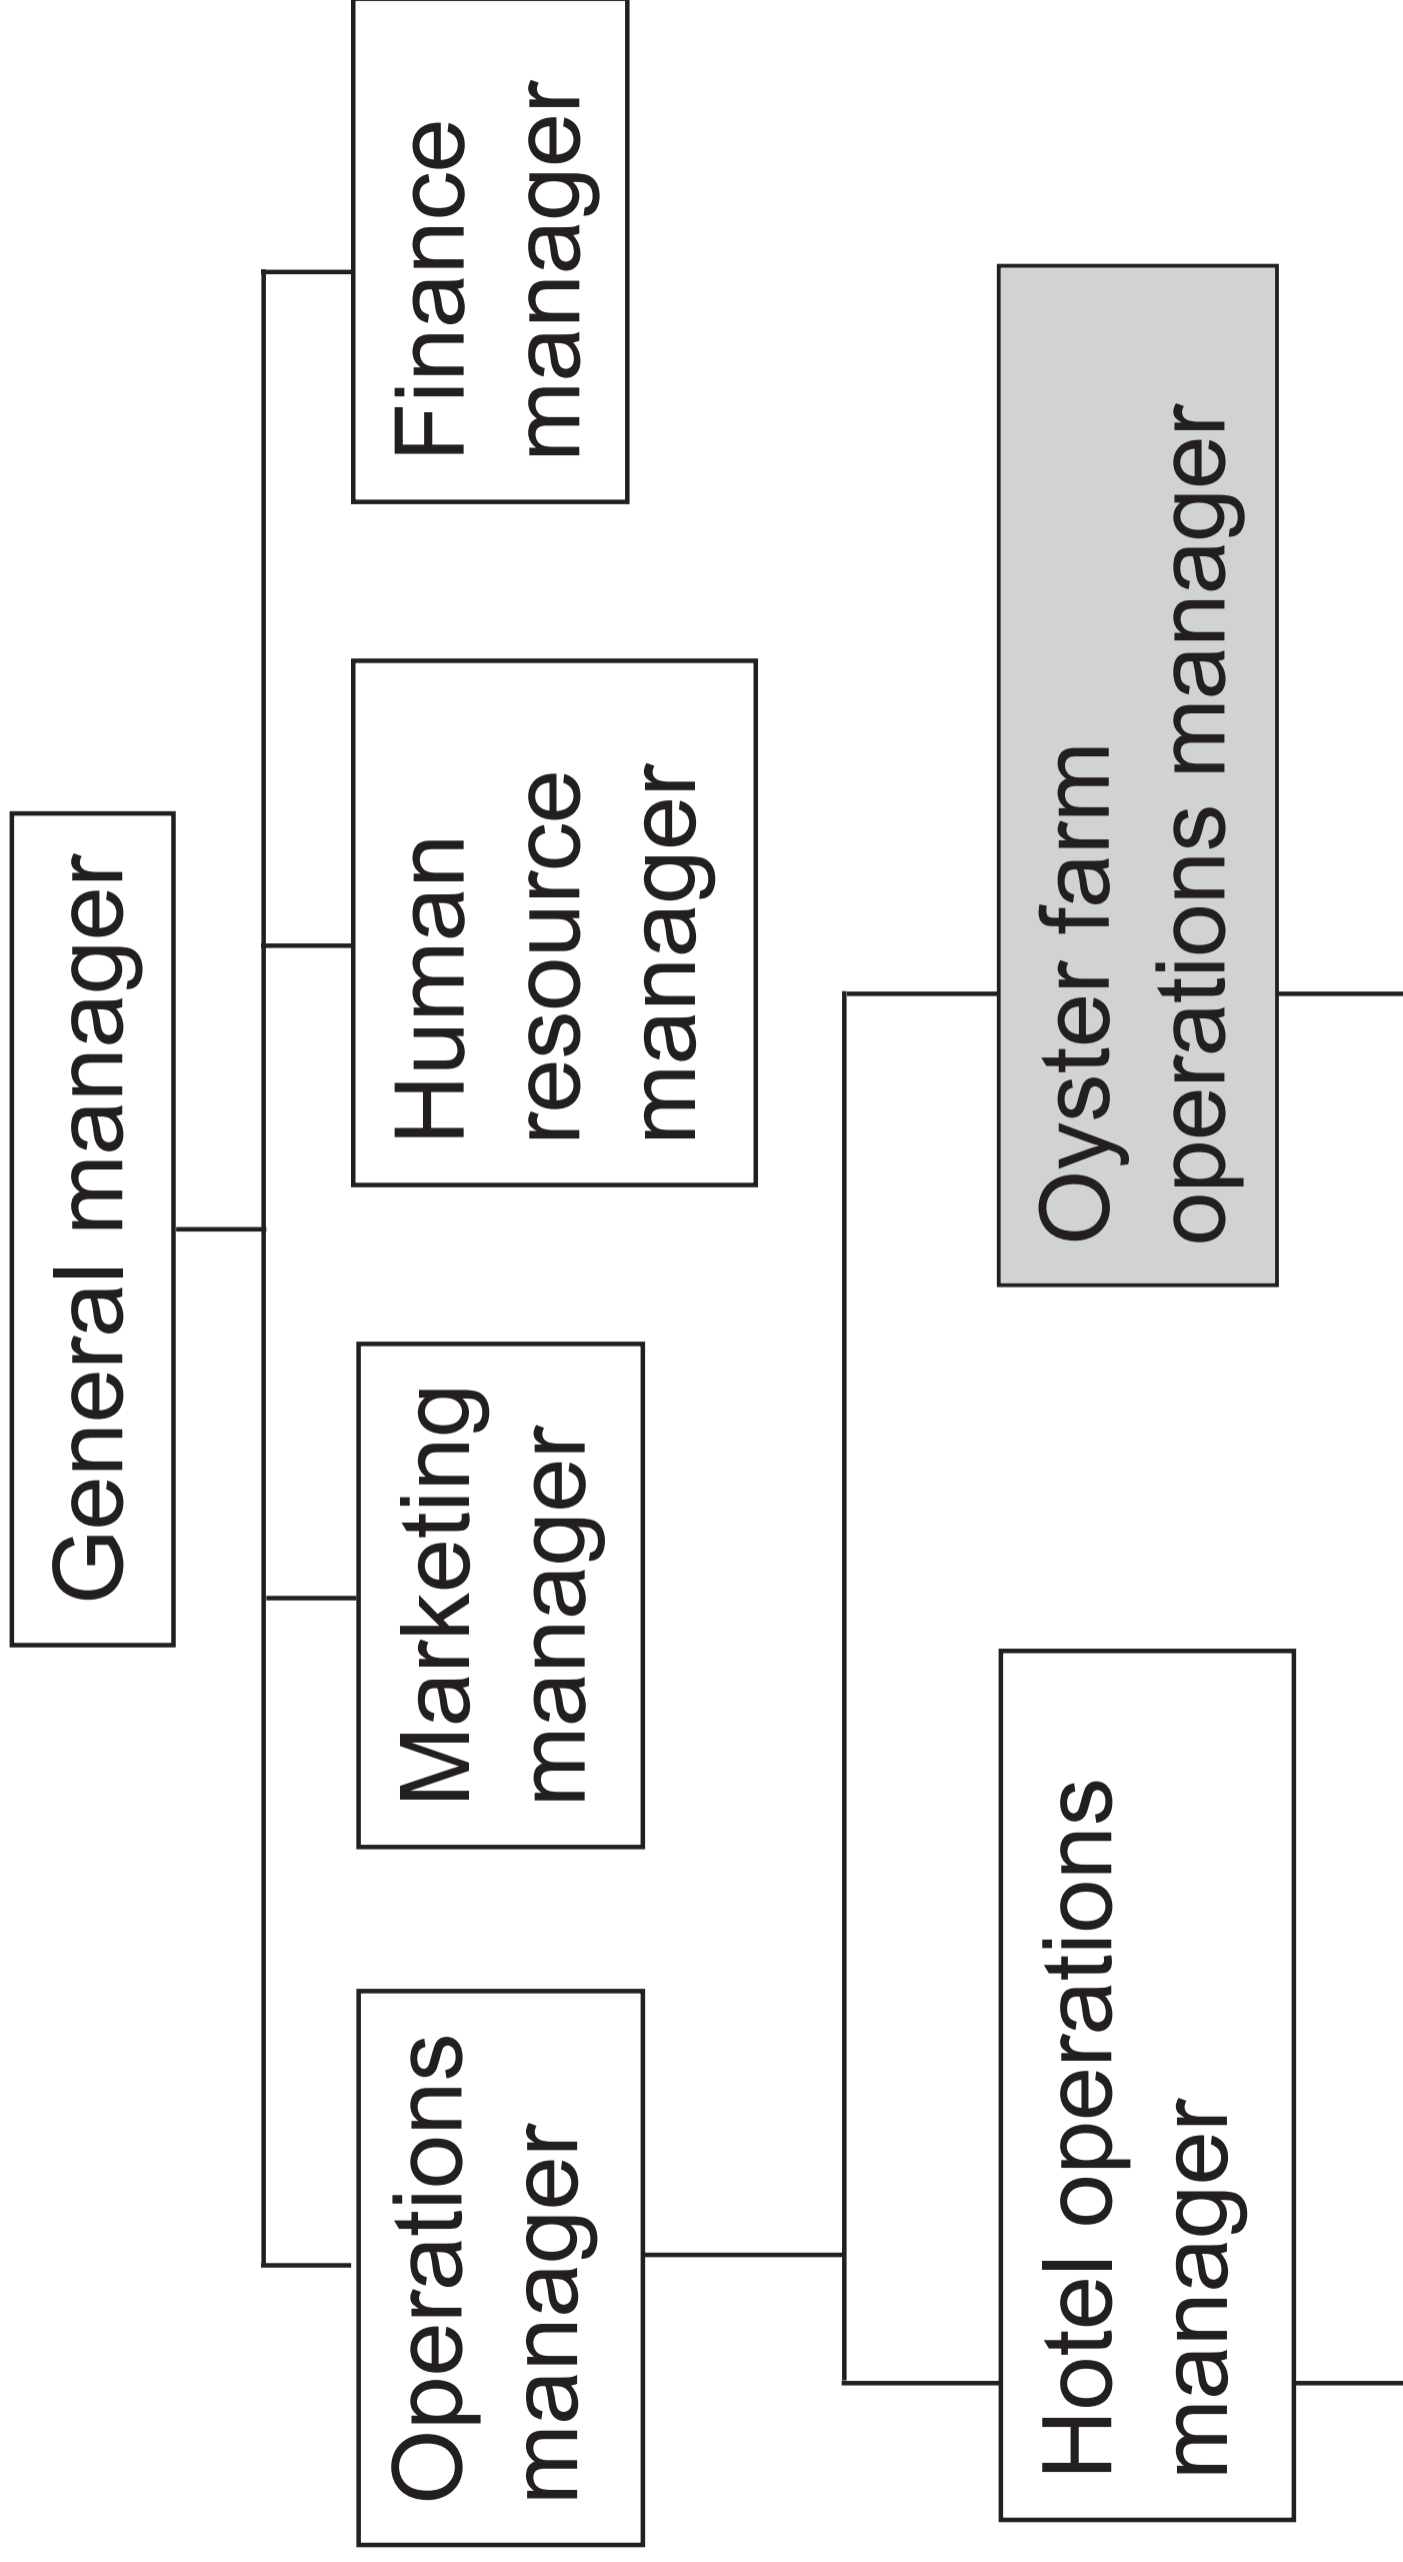 General manager
Operations
manager
Marketing
manager
Human
resource
manager
Finance
manager
Hotel operations
manager
Oyster farm
operations manager